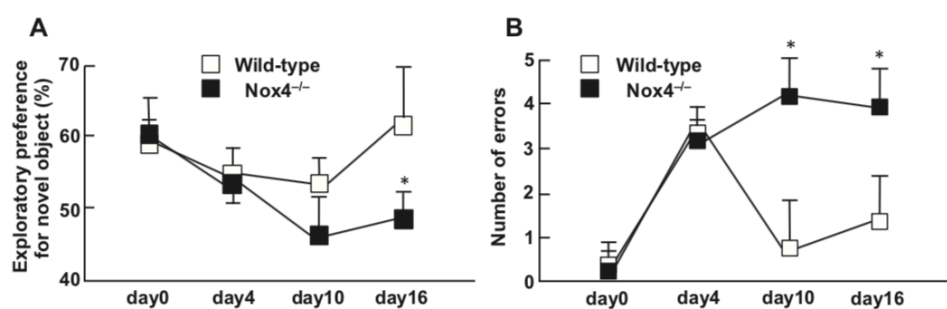 A
Exploratory preference
for novel object (%)
70
60
50
40
Wild-type
Nox4⁻/⁻
*
day0 day4 day10 day16
B
Number of errors
5
4
3
2
1
0
Wild-type
Nox4⁻/⁻
*
*
day0 day4 day10 day16